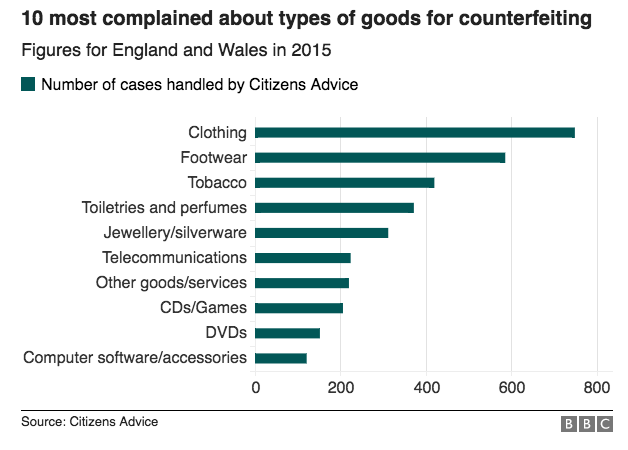 10 most complained about types of goods for counterfeiting
Figures for England and Wales in 2015
Number of cases handled by Citizens Advice
Clothing
Footwear
Tobacco
Toiletries and perfumes
Jewellery/silverware
Telecommunications
Other goods/services
CDs/Games
DVDs
Computer software/accessories
0 200 400 600 800
Source: Citizens Advice
BBC